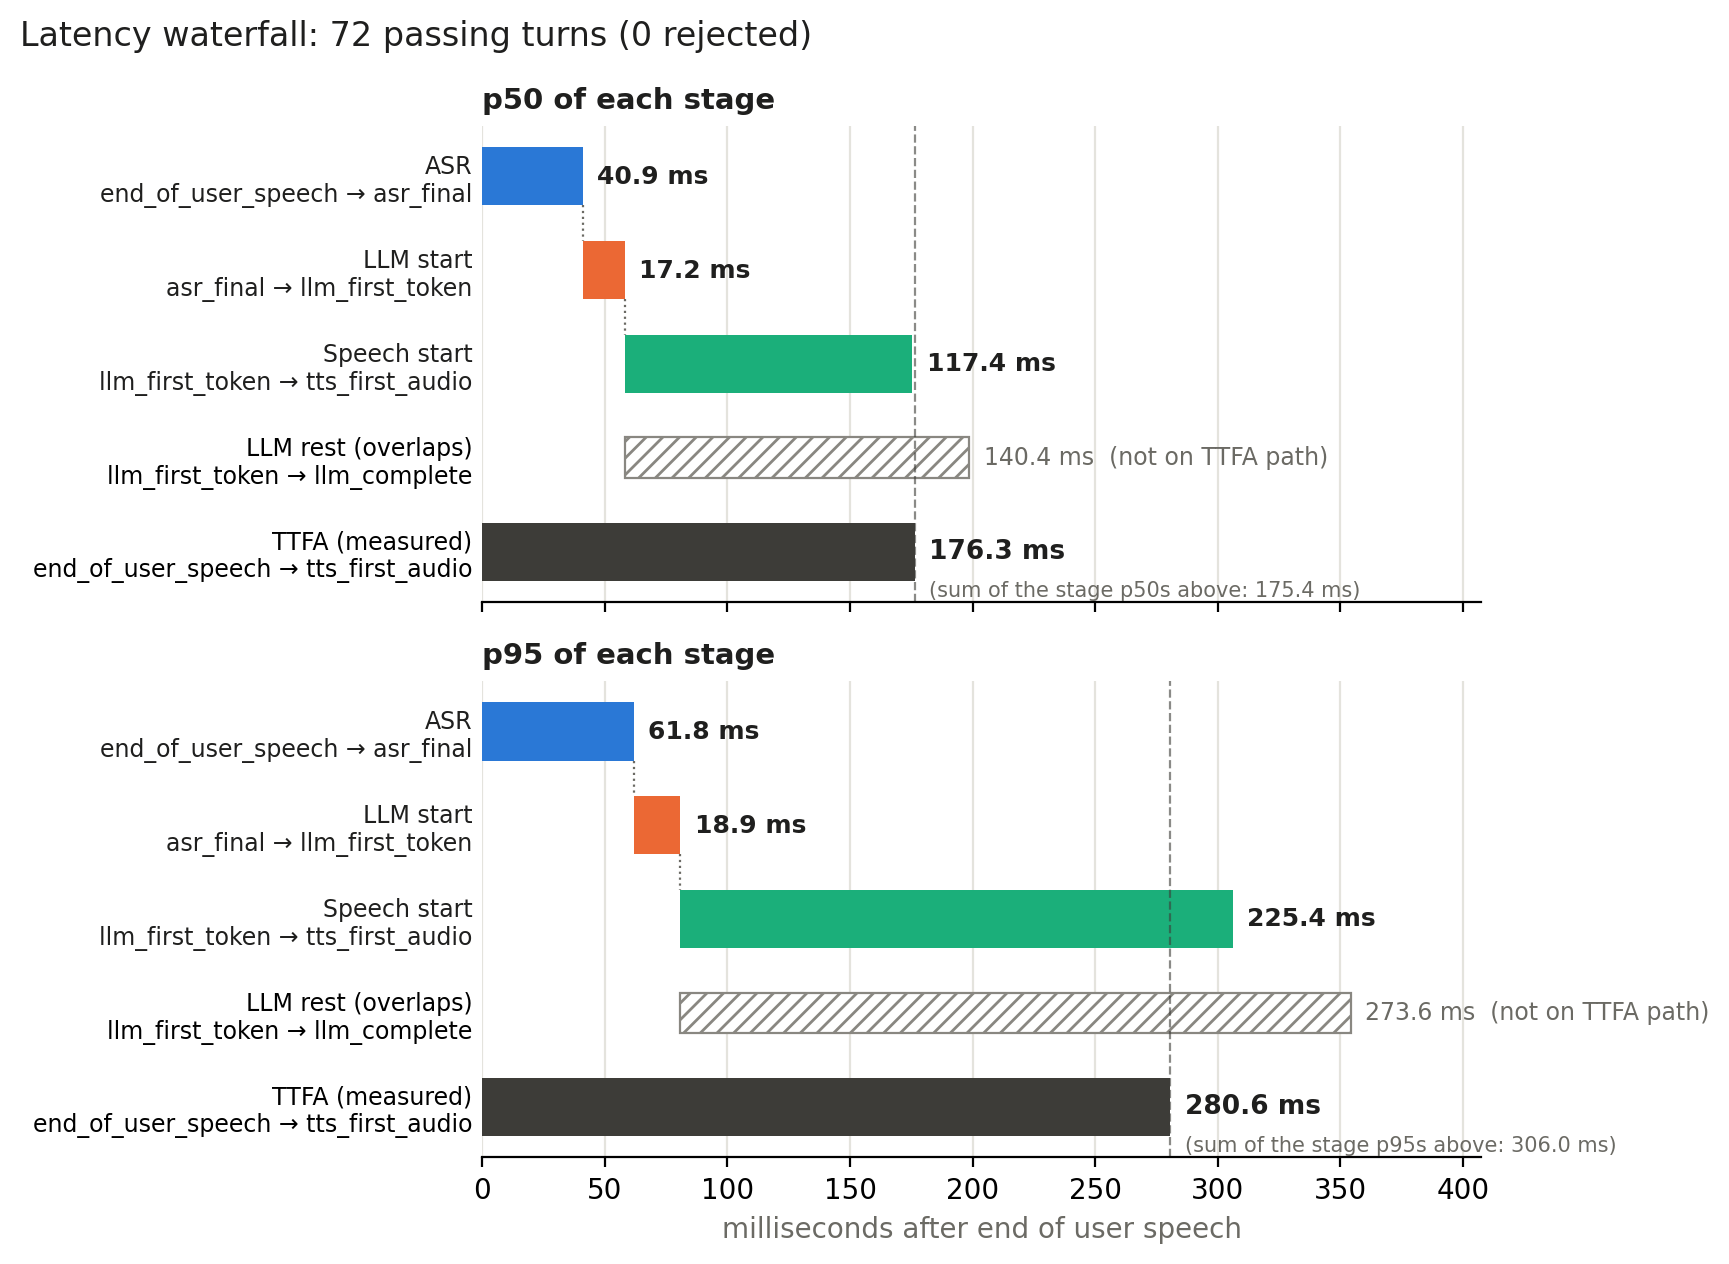 Latency waterfall: 72 passing turns (0 rejected)
p50 of each stage
ASR
end_of_user_speech → asr_final
40.9 ms
LLM start
asr_final → llm_first_token
17.2 ms
Speech start
llm_first_token → tts_first_audio
117.4 ms
LLM rest (overlaps)
llm_first_token → llm_complete
140.4 ms  (not on TTFA path)
TTFA (measured)
end_of_user_speech → tts_first_audio
176.3 ms
(sum of the stage p50s above: 175.4 ms)
p95 of each stage
ASR
end_of_user_speech → asr_final
61.8 ms
LLM start
asr_final → llm_first_token
18.9 ms
Speech start
llm_first_token → tts_first_audio
225.4 ms
LLM rest (overlaps)
llm_first_token → llm_complete
273.6 ms  (not on TTFA path)
TTFA (measured)
end_of_user_speech → tts_first_audio
280.6 ms
(sum of the stage p95s above: 306.0 ms)
0 50 100 150 200 250 300 350 400
milliseconds after end of user speech